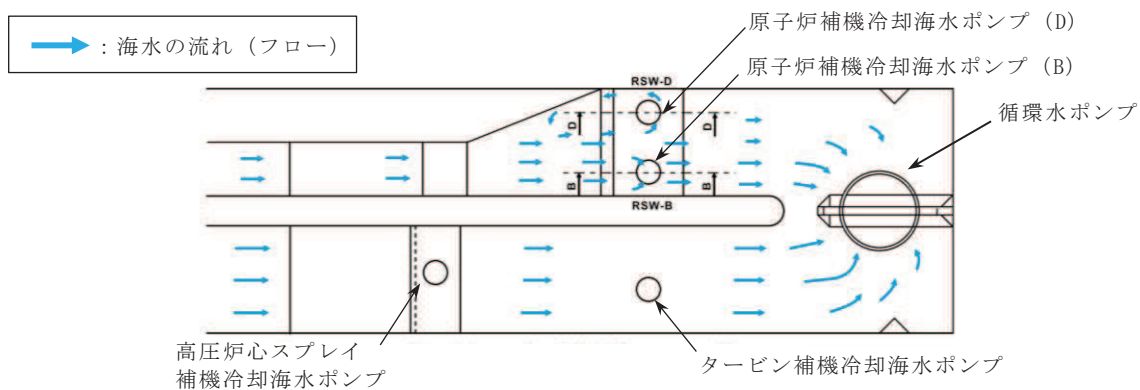 ：海水の流れ（フロー）
原子炉補機冷却海水ポンプ（D）
原子炉補機冷却海水ポンプ（B）
循環水ポンプ
RSW-D
D
D
B
B
RSW-B
高圧炉心スプレイ
補機冷却海水ポンプ
タービン補機冷却海水ポンプ